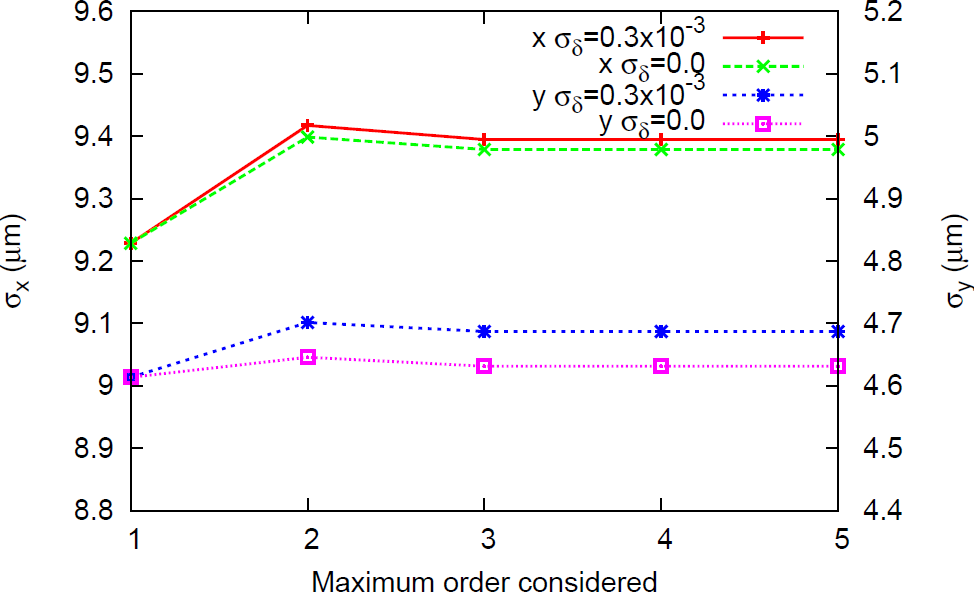 9.6
9.5
9.4
9.3
9.2
9.1
9
8.9
8.8
σx (μm)
5.2
5.1
5
4.9
4.8
4.7
4.6
4.5
4.4
σy (μm)
x σδ=0.3x10-3
x σδ=0.0
y σδ=0.3x10-3
y σδ=0.0
1 2 3 4 5
Maximum order considered